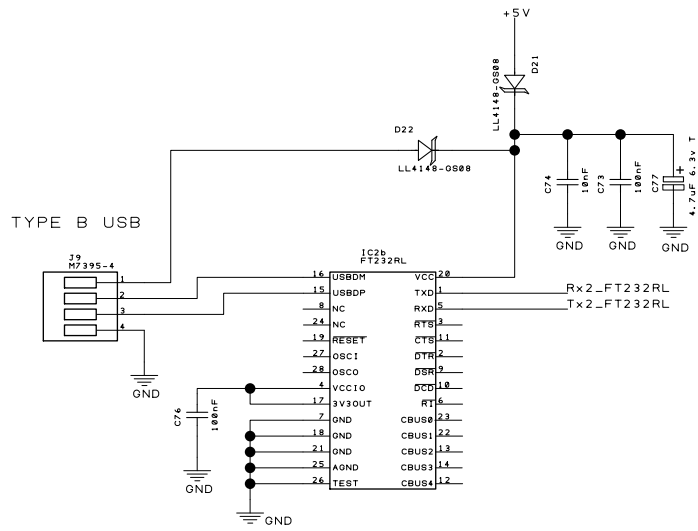 +5V
LL4148-GS08
D21
D22
LL4148-GS08
C74
10nF
C73
100nF
C77
+
4.7uF 6.3v T
GND
GND
GND
TYPE B USB
J9
M7395-4
1
2
3
4
GND
IC2b
FT232RL
16 USBDM VCC 20
15 USBDP TXD 1 Rx2_FT232RL
8 NC RXD 5 Tx2_FT232RL
24 NC RTS 3
19 RESET CTS 11
27 OSCI DTR 2
28 OSCO DSR 9
4 VCCIO DCD 10
17 3V3OUT RI 6
7 GND CBUS0 23
18 GND CBUS1 22
21 GND CBUS2 13
25 AGND CBUS3 14
26 TEST CBUS4 12
C76
100nF
GND
GND